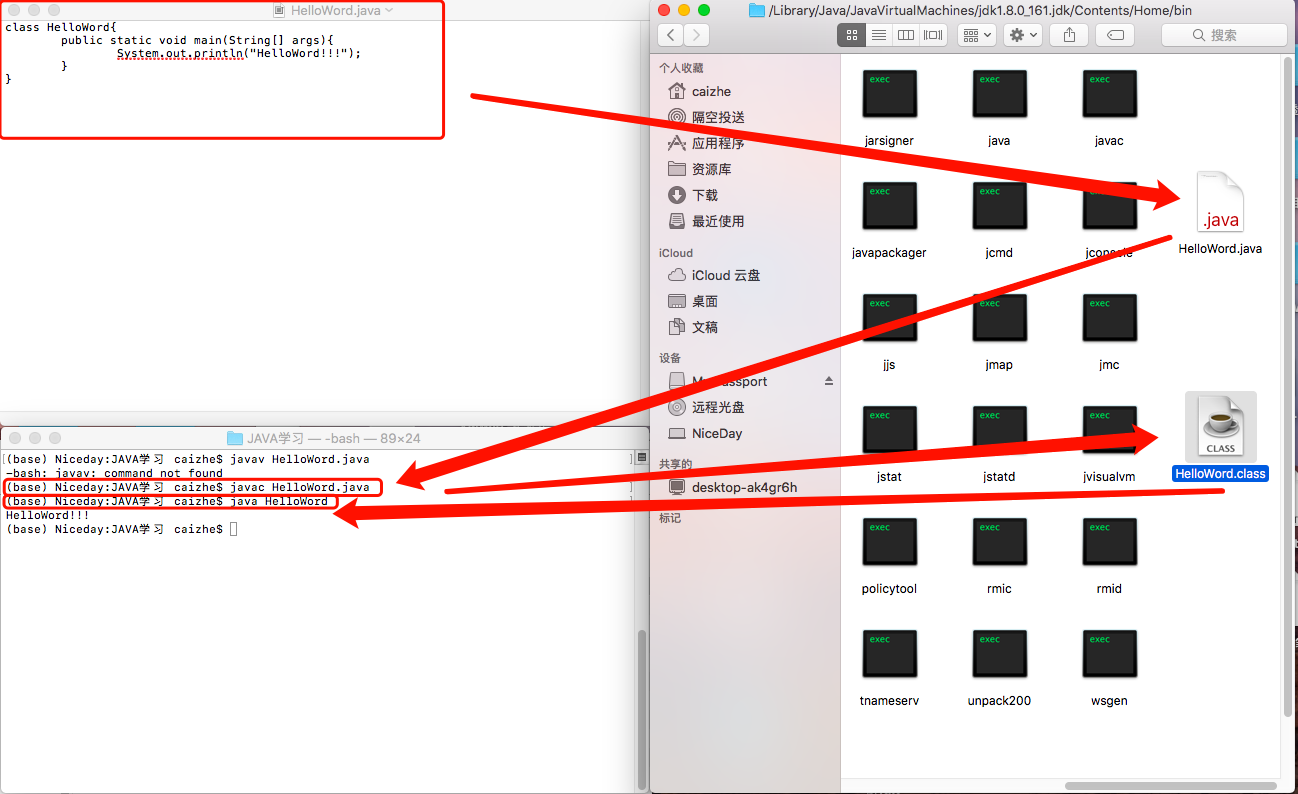 HelloWord.java
class HelloWord{
public static void main(String[] args){
System.out.println("HelloWord!!!");
}
}
JAVA学习 — -bash — 89×24
(base) Niceday:JAVA学习 caizhe$ javav HelloWord.java
-bash: javav: command not found
(base) Niceday:JAVA学习 caizhe$ javac HelloWord.java
(base) Niceday:JAVA学习 caizhe$ java HelloWord
HelloWord!!!
(base) Niceday:JAVA学习 caizhe$
/Library/Java/JavaVirtualMachines/jdk1.8.0_161.jdk/Contents/Home/bin
搜索
个人收藏
caizhe
隔空投送
应用程序
资源库
下载
最近使用
iCloud
iCloud 云盘
桌面
文稿
设备
My Passport
远程光盘
NiceDay
共享的
desktop-ak4gr6h
标记
exec exec exec
jarsigner java javac
.java
HelloWord.java
exec exec
javapackager jcmd jconsole
exec exec exec
jjs jmap jmc
exec exec exec
CLASS
jstat jstatd jvisualvm HelloWord.class
exec exec exec
policytool rmic rmid
exec exec exec
tnameserv unpack200 wsgen